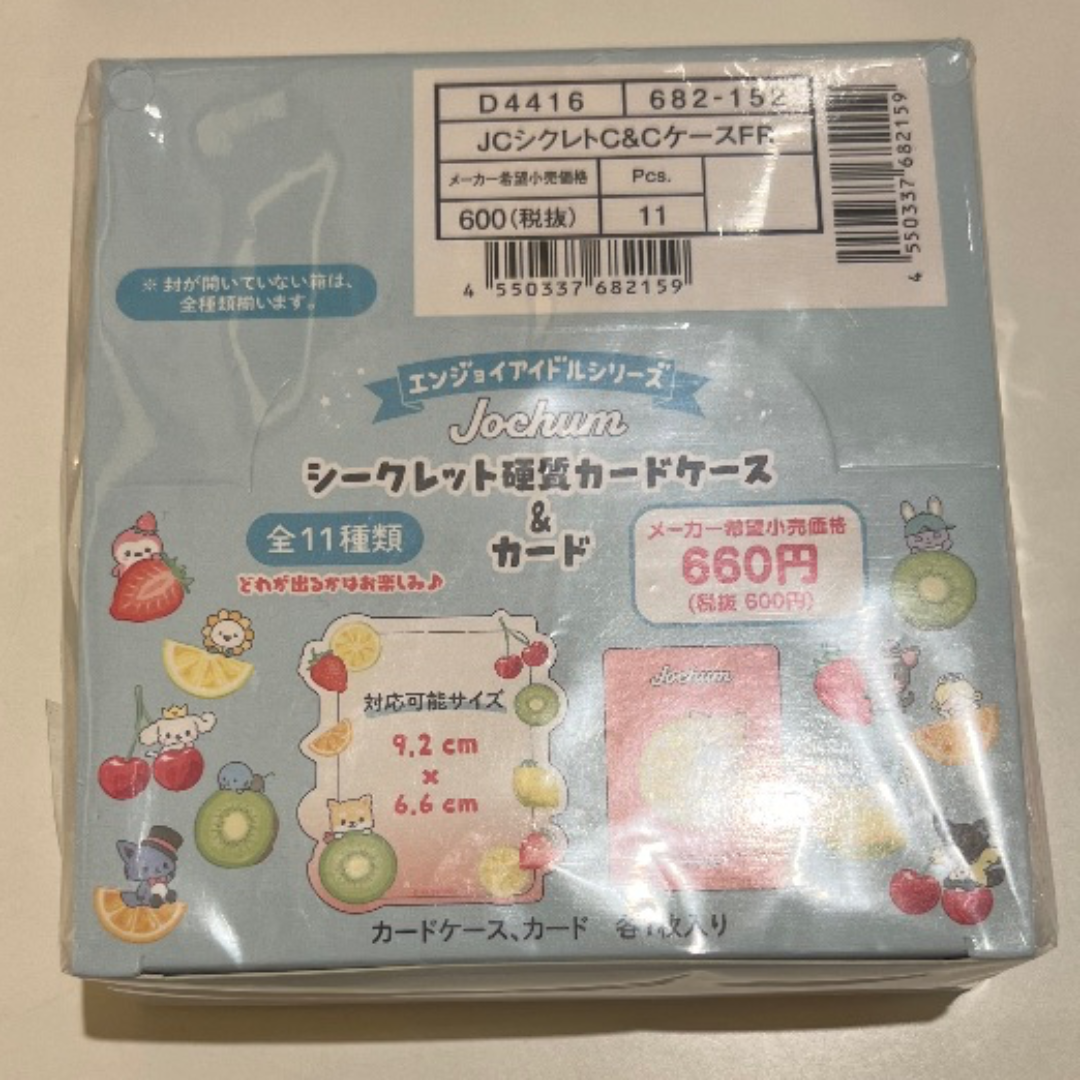 D4416 682-152
JCシクレトC&CケースFR
メーカー希望小売価格 Pcs.
600(税抜) 11
4 550337 682159
4 550337 682159
※封が開いていない箱は、
全種類揃います。
エンジョイアイドルシリーズ
Jochum
シークレット硬質カードケース
&
カード
全11種類
どれが出るかはお楽しみ♪
メーカー希望小売価格
660円
(税抜 600円)
対応可能サイズ
9.2 cm
×
6.6 cm
Jochum
カードケース、カード 各1枚入り